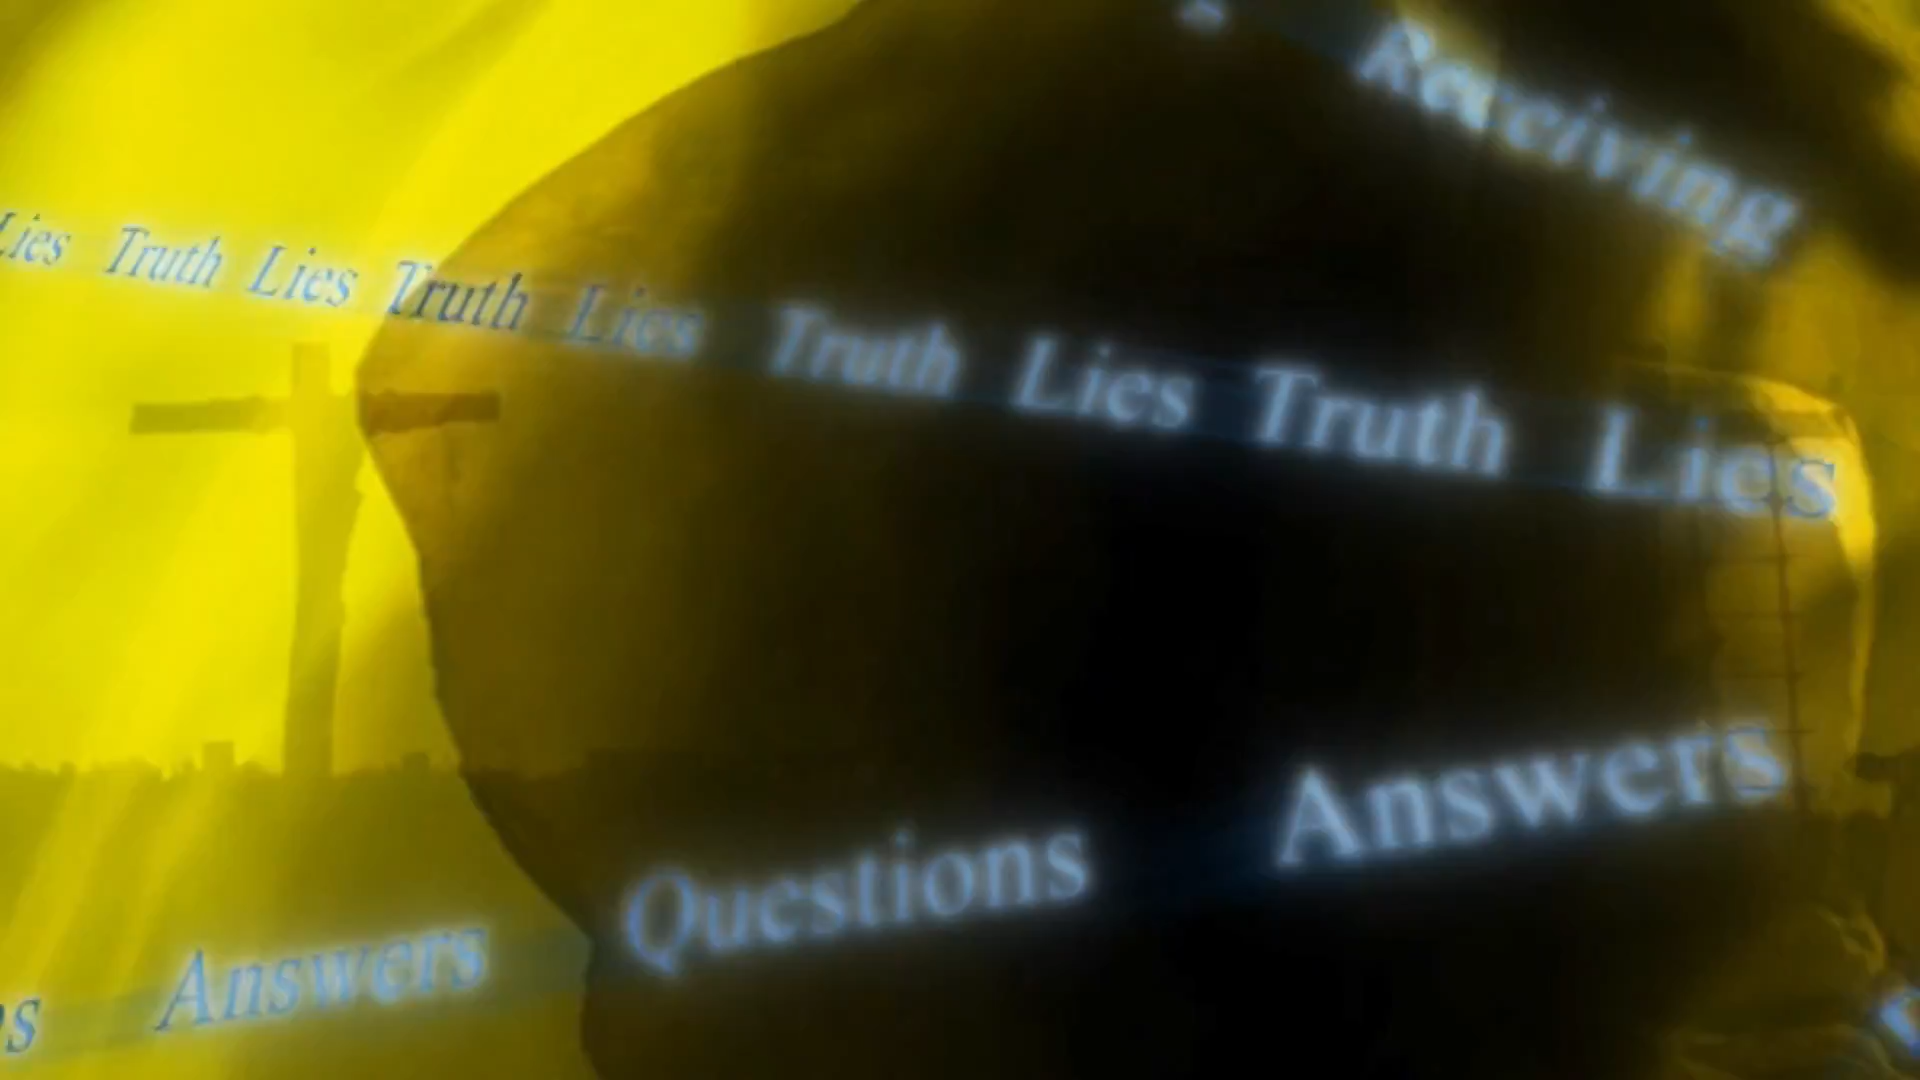 Receiving
Lies Truth Lies Truth Lies Truth Lies Truth Lies
Answers Questions Answers